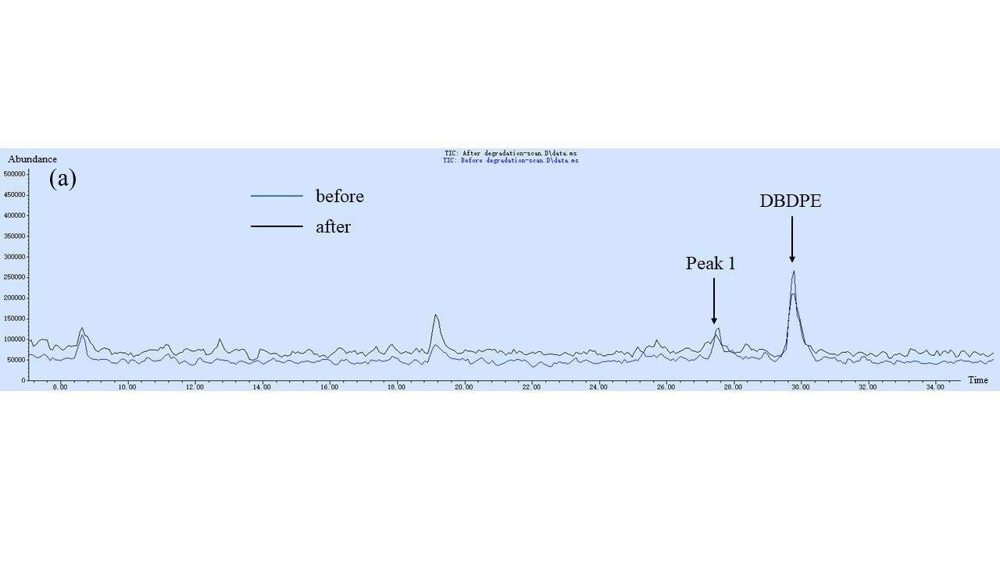 TIC: After degradation-scan.D\data.ms
TIC: Before degradation-scan.D\data.ms
Abundance
(a)
500000
450000
400000
350000
300000
250000
200000
150000
100000
50000
0
before
after
Peak 1
DBDPE
8.00 10.00 12.00 14.00 16.00 18.00 20.00 22.00 24.00 26.00 28.00 30.00 32.00 34.00
Time